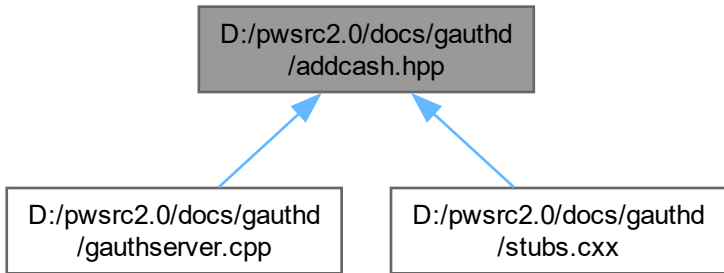 D:/pwsrc2.0/docs/gauthd
/addcash.hpp
D:/pwsrc2.0/docs/gauthd
/gauthserver.cpp
D:/pwsrc2.0/docs/gauthd
/stubs.cxx